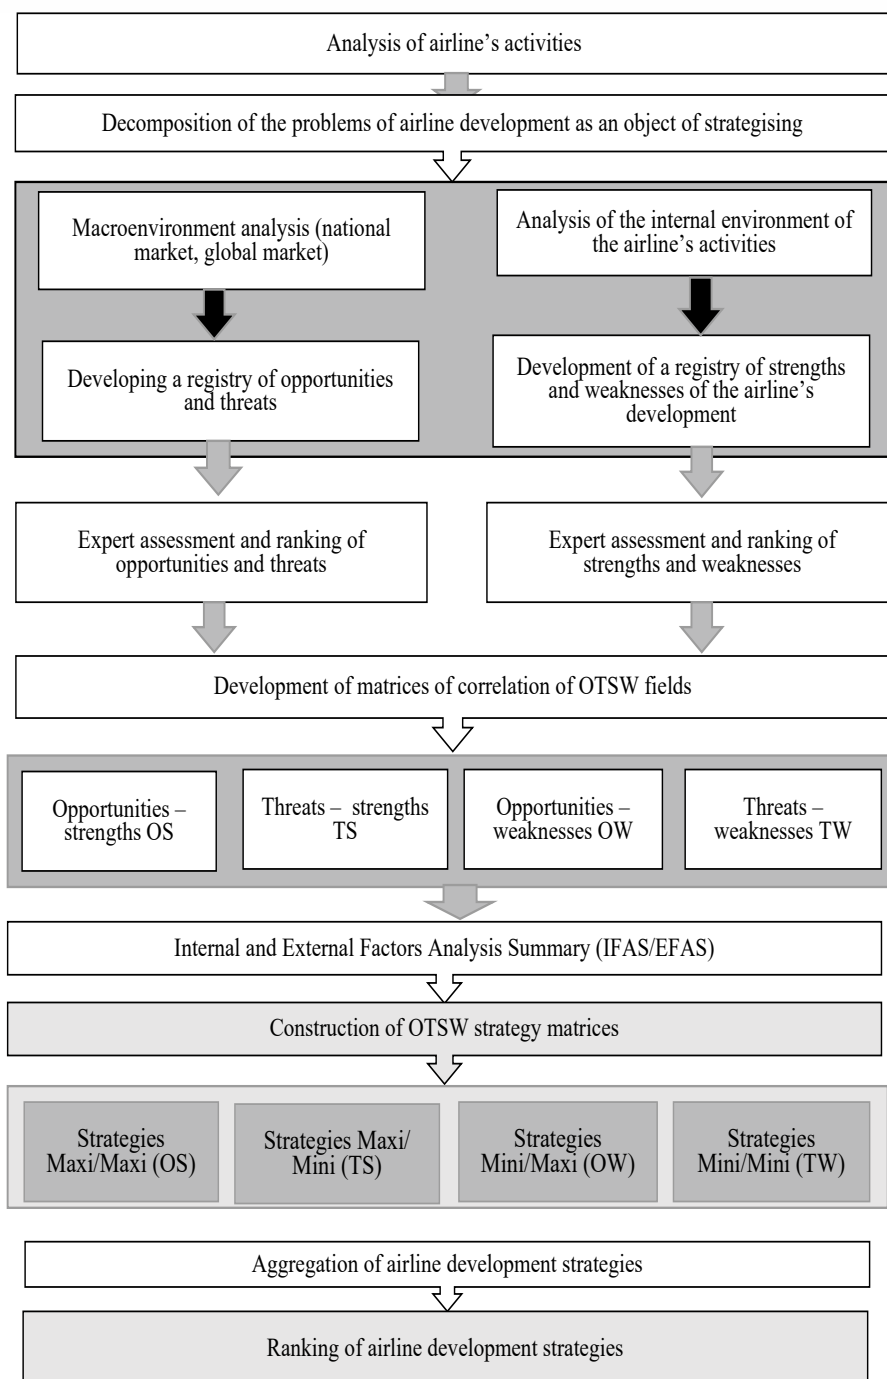 Analysis of airline’s activities
Decomposition of the problems of airline development as an object of strategising
Macroenvironment analysis (national
market, global market)
Analysis of the internal environment of
the airline’s activities
Developing a registry of opportunities
and threats
Development of a registry of strengths
and weaknesses of the airline’s
development
Expert assessment and ranking of
opportunities and threats
Expert assessment and ranking of
strengths and weaknesses
Development of matrices of correlation of OTSW fields
Opportunities –
strengths OS
Threats – strengths
TS
Opportunities –
weaknesses OW
Threats –
weaknesses TW
Internal and External Factors Analysis Summary (IFAS/EFAS)
Construction of OTSW strategy matrices
Strategies
Maxi/Maxi (OS)
Strategies Maxi/
Mini (TS)
Strategies
Mini/Maxi (OW)
Strategies
Mini/Mini (TW)
Aggregation of airline development strategies
Ranking of airline development strategies